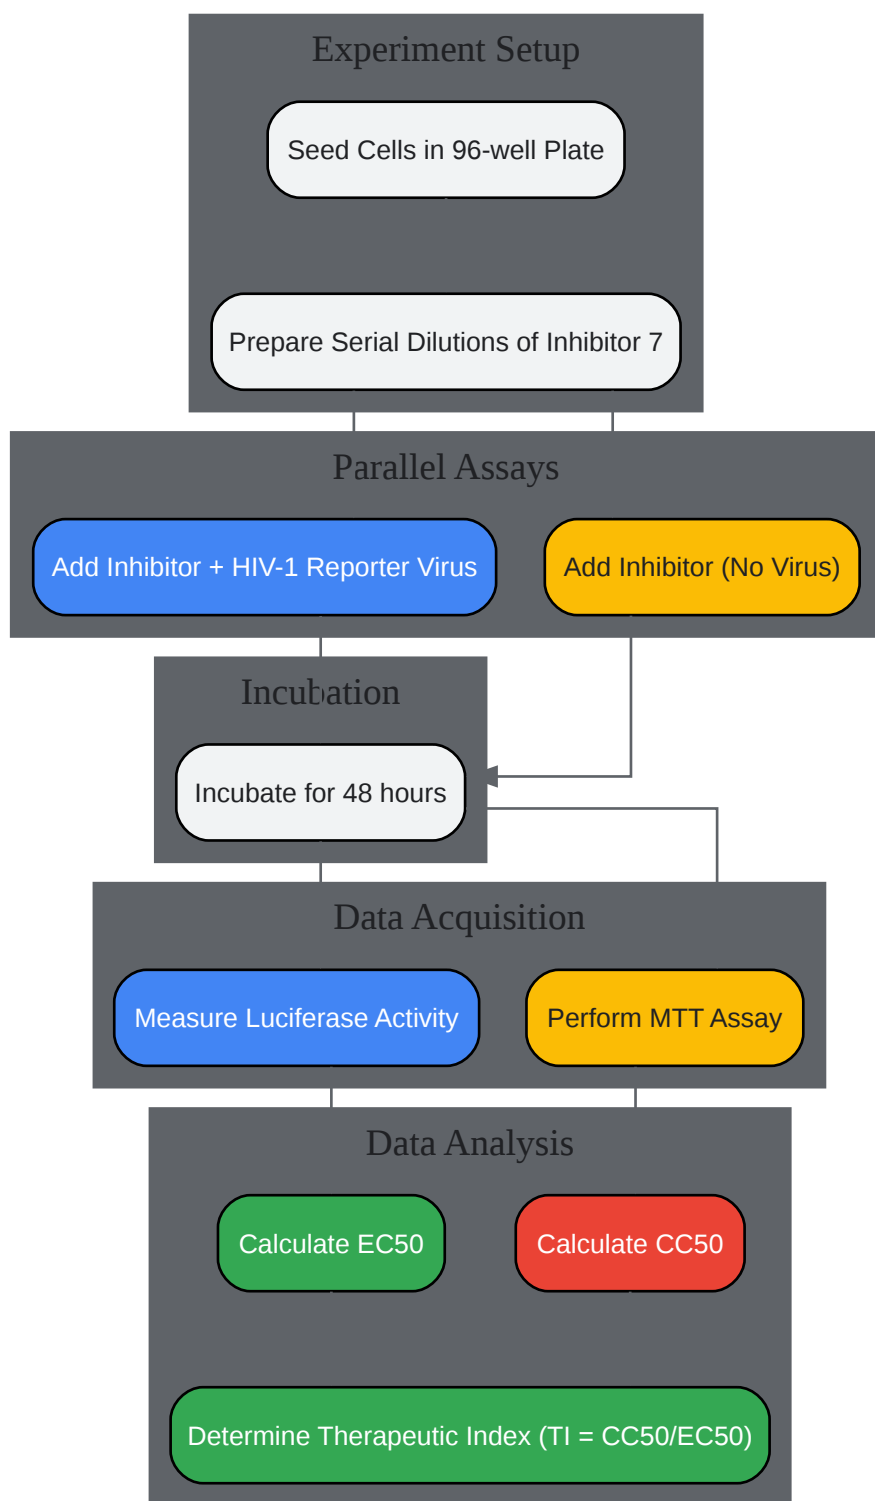 Experiment Setup
Seed Cells in 96-well Plate
Prepare Serial Dilutions of Inhibitor 7
Parallel Assays
Add Inhibitor + HIV-1 Reporter Virus
Add Inhibitor (No Virus)
Incubation
Incubate for 48 hours
Data Acquisition
Measure Luciferase Activity
Perform MTT Assay
Data Analysis
Calculate EC50
Calculate CC50
Determine Therapeutic Index (TI = CC50/EC50)